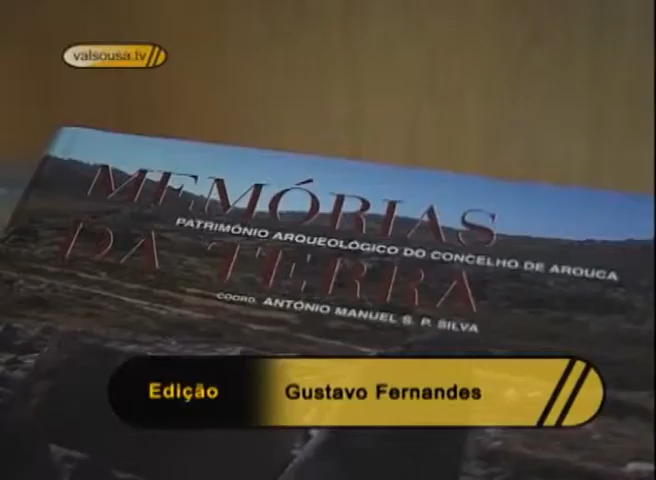 valsousa.tv
MEMÓRIAS
PATRIMÓNIO ARQUEOLÓGICO DO CONCELHO DE AROUCA
DA TERRA
COORD. ANTÓNIO MANUEL S. P. SILVA
Edição Gustavo Fernandes